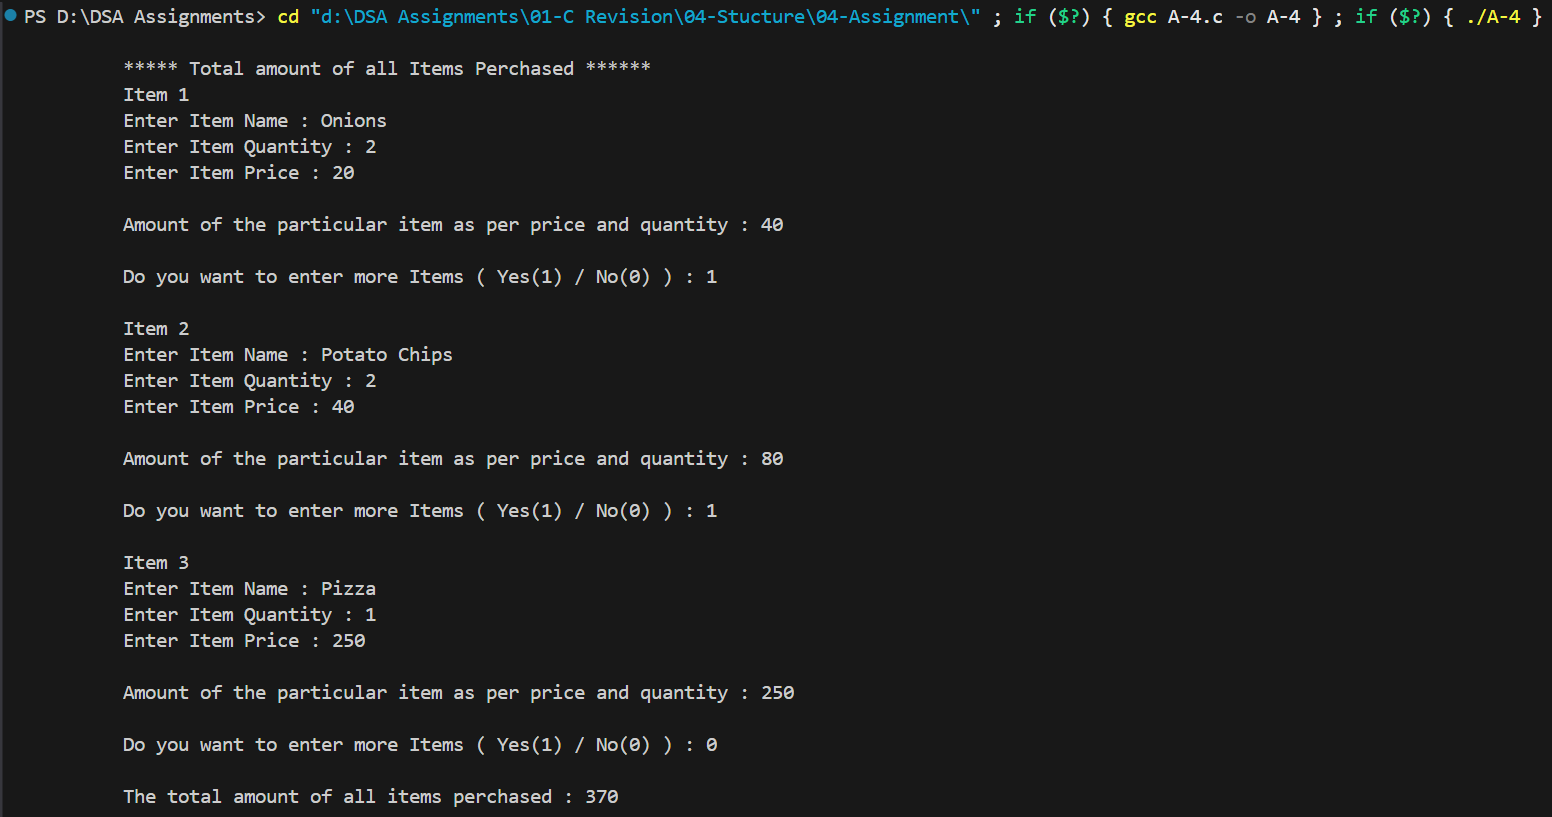 PS D:\DSA Assignments> cd "d:\DSA Assignments\01-C Revision\04-Stucture\04-Assignment\" ; if ($?) { gcc A-4.c -o A-4 } ; if ($?) { ./A-4 }
***** Total amount of all Items Perchased ******
Item 1
Enter Item Name : Onions
Enter Item Quantity : 2
Enter Item Price : 20
Amount of the particular item as per price and quantity : 40
Do you want to enter more Items ( Yes(1) / No(0) ) : 1
Item 2
Enter Item Name : Potato Chips
Enter Item Quantity : 2
Enter Item Price : 40
Amount of the particular item as per price and quantity : 80
Do you want to enter more Items ( Yes(1) / No(0) ) : 1
Item 3
Enter Item Name : Pizza
Enter Item Quantity : 1
Enter Item Price : 250
Amount of the particular item as per price and quantity : 250
Do you want to enter more Items ( Yes(1) / No(0) ) : 0
The total amount of all items perchased : 370